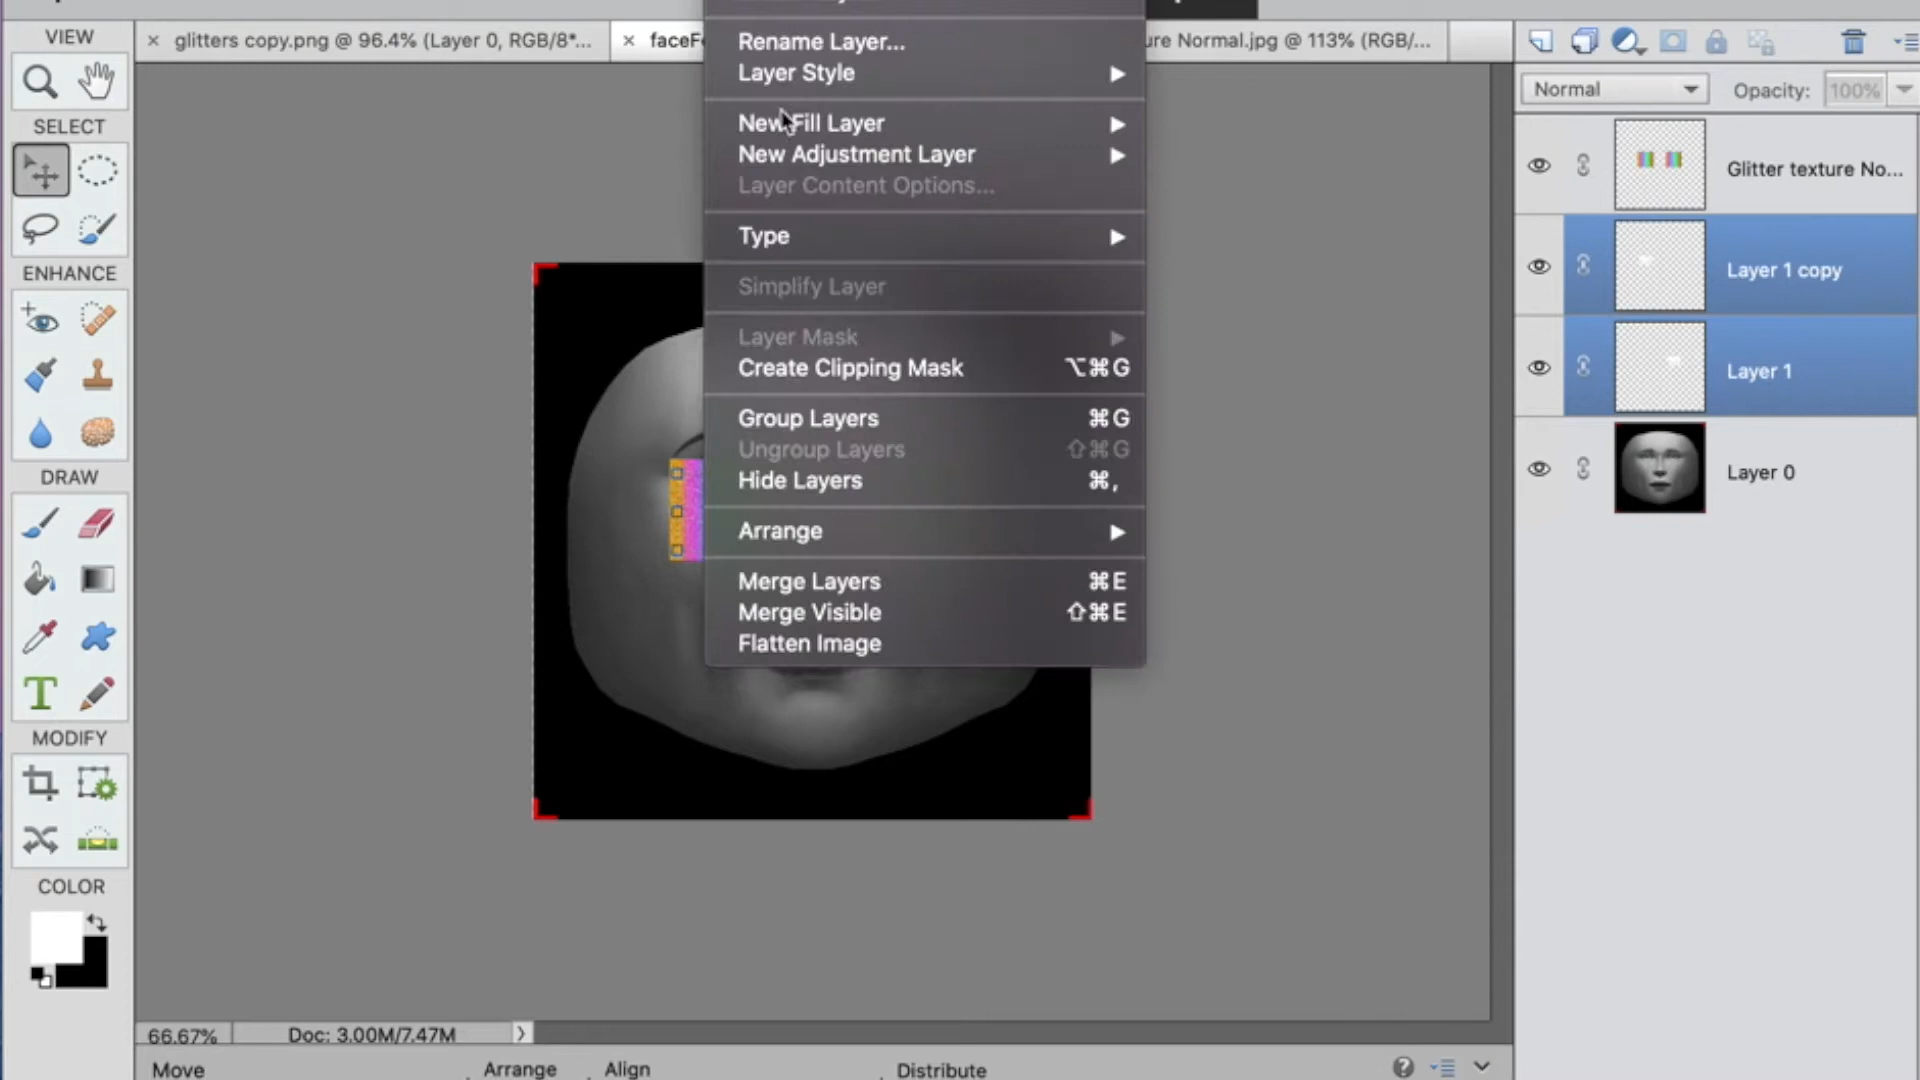 VIEW
glitters copy.png @ 96.4% (Layer 0, RGB/8*...
faceFe
re Normal.jpg @ 113% (RGB/...
Rename Layer...
Layer Style
Normal
Opacity:
100%
SELECT
New Fill Layer
New Adjustment Layer
Layer Content Options...
Glitter texture No...
Type
Layer 1 copy
ENHANCE
Simplify Layer
Layer Mask
Create Clipping Mask ⌥⌘G
Layer 1
Group Layers ⌘G
Ungroup Layers ⇧⌘G
Hide Layers ⌘,
Layer 0
DRAW
Arrange
Merge Layers ⌘E
Merge Visible ⇧⌘E
Flatten Image
T
MODIFY
COLOR
66.67%
Doc: 3.00M/7.47M
Move
Arrange
Align
Distribute